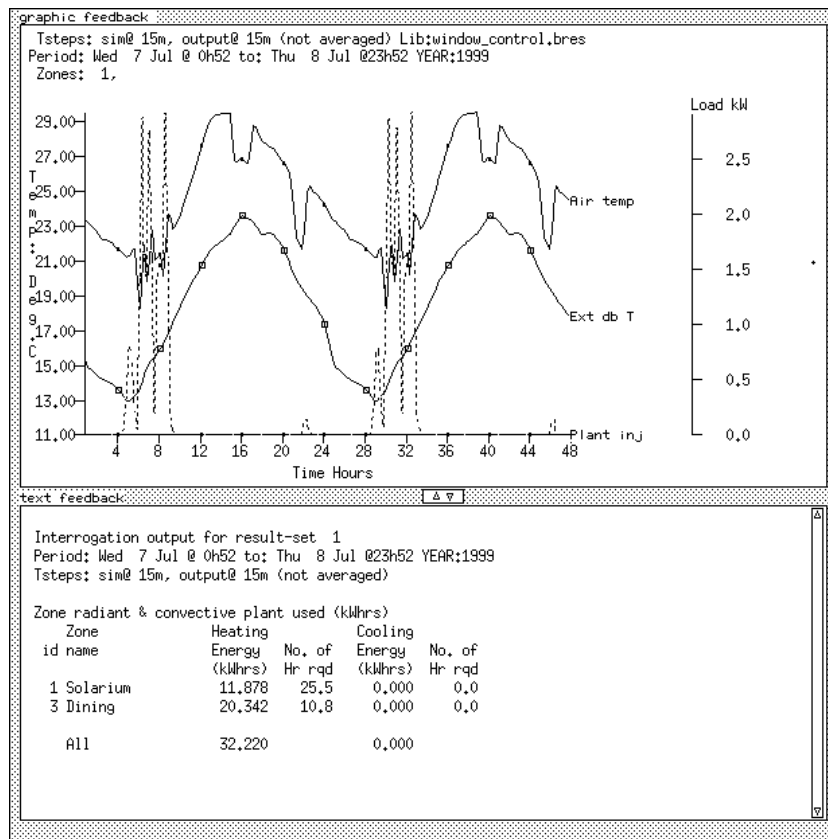 graphic feedback
Tsteps: sim@ 15m, output@ 15m (not averaged) Lib:window_control.bres
Period: Wed 7 Jul @ 0h52 to: Thu 8 Jul @23h52 YEAR:1999
Zones: 1,
Load kW
29.00
27.00
25.00
23.00
21.00
19.00
17.00
15.00
13.00
11.00
Temp: Deg.C
2.5
2.0
1.5
1.0
0.5
0.0
Air temp
Ext db T
Plant inj
4 8 12 16 20 24 28 32 36 40 44 48
Time Hours
text feedback
Interrogation output for result-set 1
Period: Wed 7 Jul @ 0h52 to: Thu 8 Jul @23h52 YEAR:1999
Tsteps: sim@ 15m, output@ 15m (not averaged)
Zone radiant & convective plant used (kWhrs)
Zone Heating Cooling
id name Energy No. of Energy No. of
(kWhrs) Hr rqd (kWhrs) Hr rqd
1 Solarium 11.878 25.5 0.000 0.0
3 Dining 20.342 10.8 0.000 0.0
All 32.220 0.000